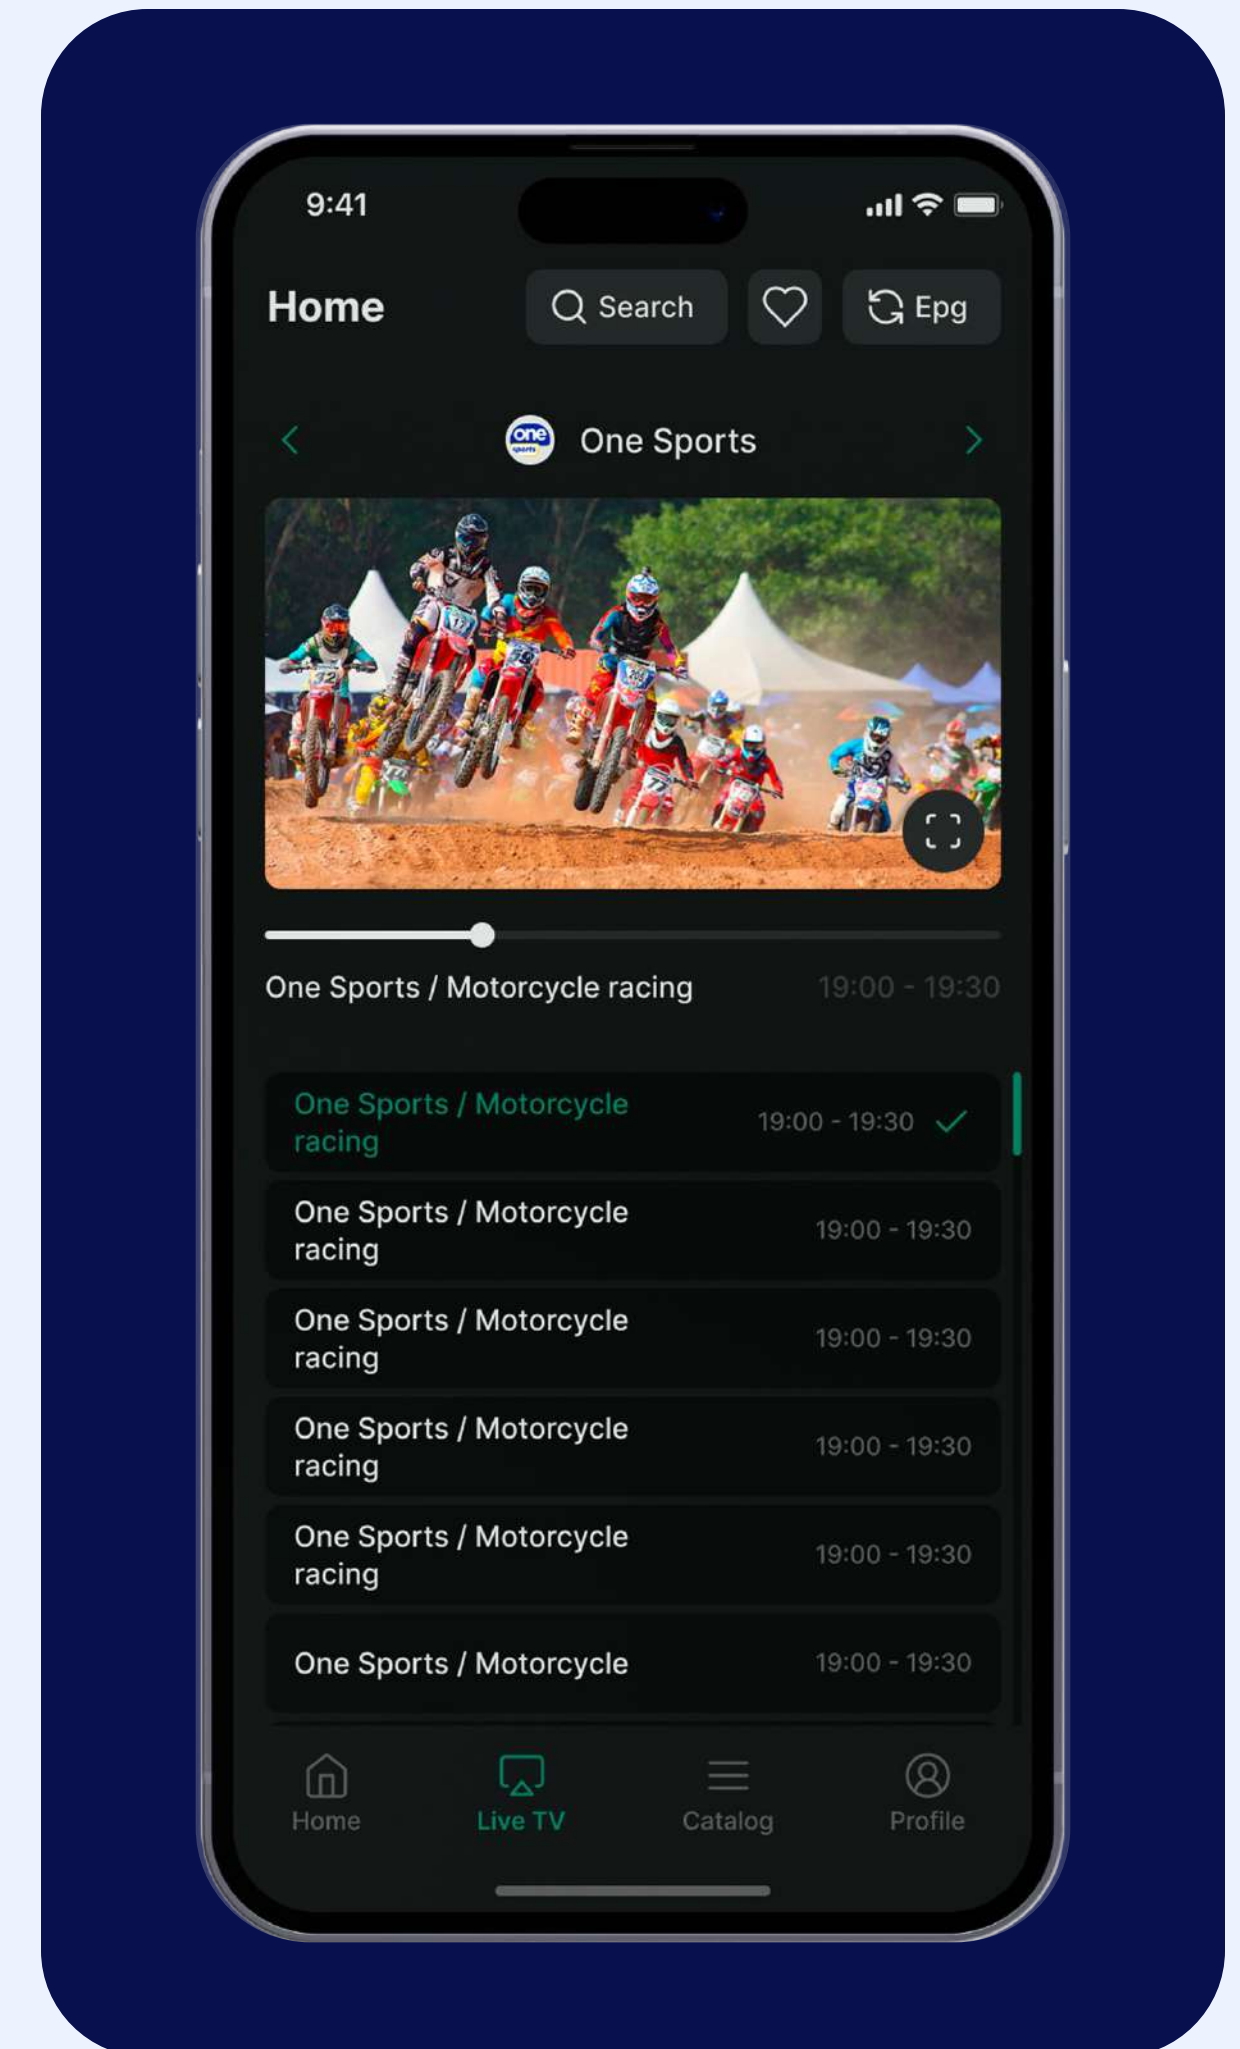 9:41
Home
Search
Epg
one
sports
One Sports
One Sports / Motorcycle racing
19:00 - 19:30
One Sports / Motorcycle
racing
19:00 - 19:30
One Sports / Motorcycle
racing
19:00 - 19:30
One Sports / Motorcycle
racing
19:00 - 19:30
One Sports / Motorcycle
racing
19:00 - 19:30
One Sports / Motorcycle
racing
19:00 - 19:30
One Sports / Motorcycle
19:00 - 19:30
Home
Live TV
Catalog
Profile